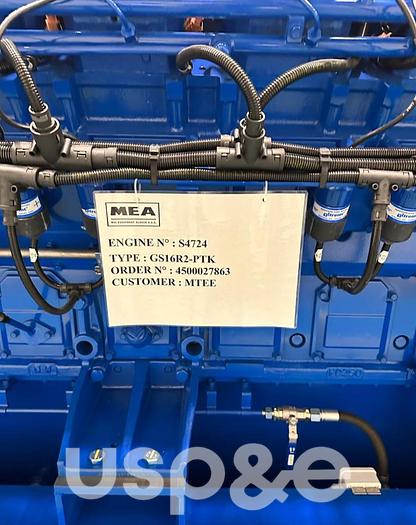 MEA
ENGINE N° : S4724
TYPE : GS16R2-PTK
ORDER N° : 4500027863
CUSTOMER : MTEE
usp&e